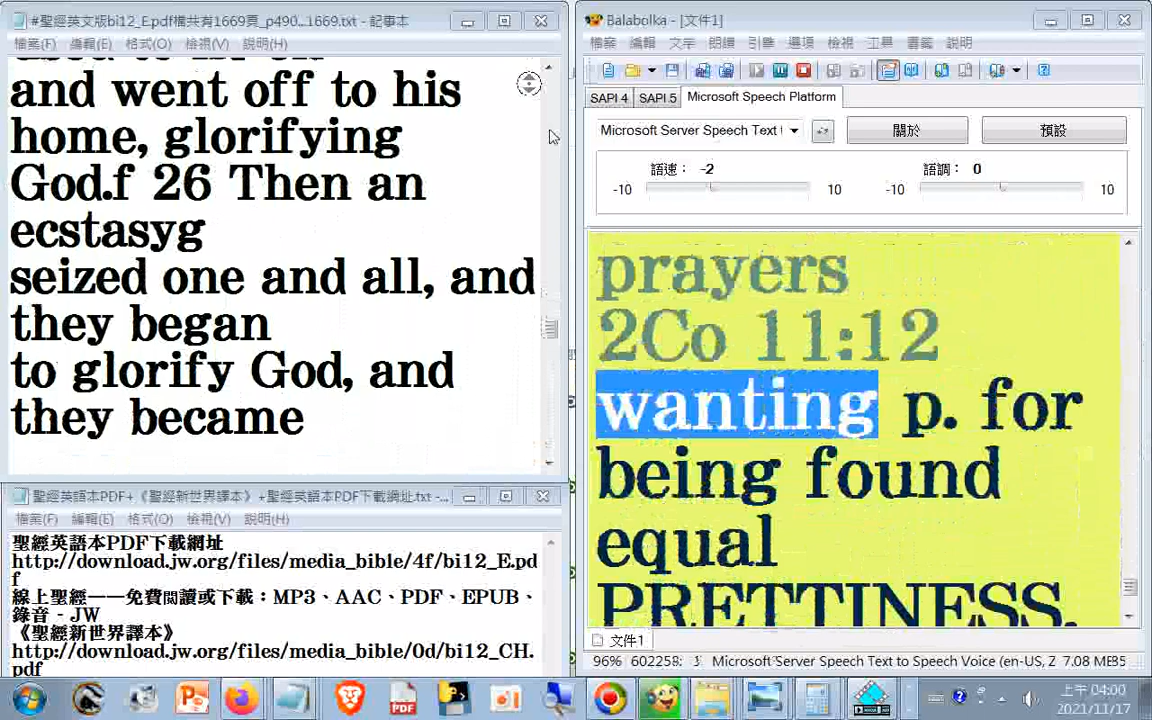 #聖經英文版bi12_E.pdf檔共有1669頁_p490...1669.txt - 記事本
檔案(F) 編輯(E) 格式(O) 檢視(V) 說明(H)
and went off to his
home, glorifying
God.f 26 Then an
ecstasyg
seized one and all, and
they began
to glorify God, and
they became
聖經英語本PDF+《聖經新世界譯本》+聖經英語本PDF下載網址.txt -...
檔案(F) 編輯(E) 格式(O) 檢視(V) 說明(H)
聖經英語本PDF下載網址
http://download.jw.org/files/media_bible/4f/bi12_E.pd
f
線上聖經——免費閱讀或下載：MP3、AAC、PDF、EPUB、
錄音 - JW
《聖經新世界譯本》
http://download.jw.org/files/media_bible/0d/bi12_CH.
pdf
Balabolka - [文件1]
檔案 編輯 文字 朗讀 引擎 選項 檢視 工具 書籤 說明
SAPI 4 SAPI 5 Microsoft Speech Platform
Microsoft Server Speech Text 關於 預設
語速： -2 語調： 0
-10 10 -10 10
prayers
2Co 11:12
wanting p. for
being found
equal
PRETTINESS,
文件1
96% 602258: Microsoft Server Speech Text to Speech Voice (en-US, Z 7.08 MB
上午 04:00
2021/11/17